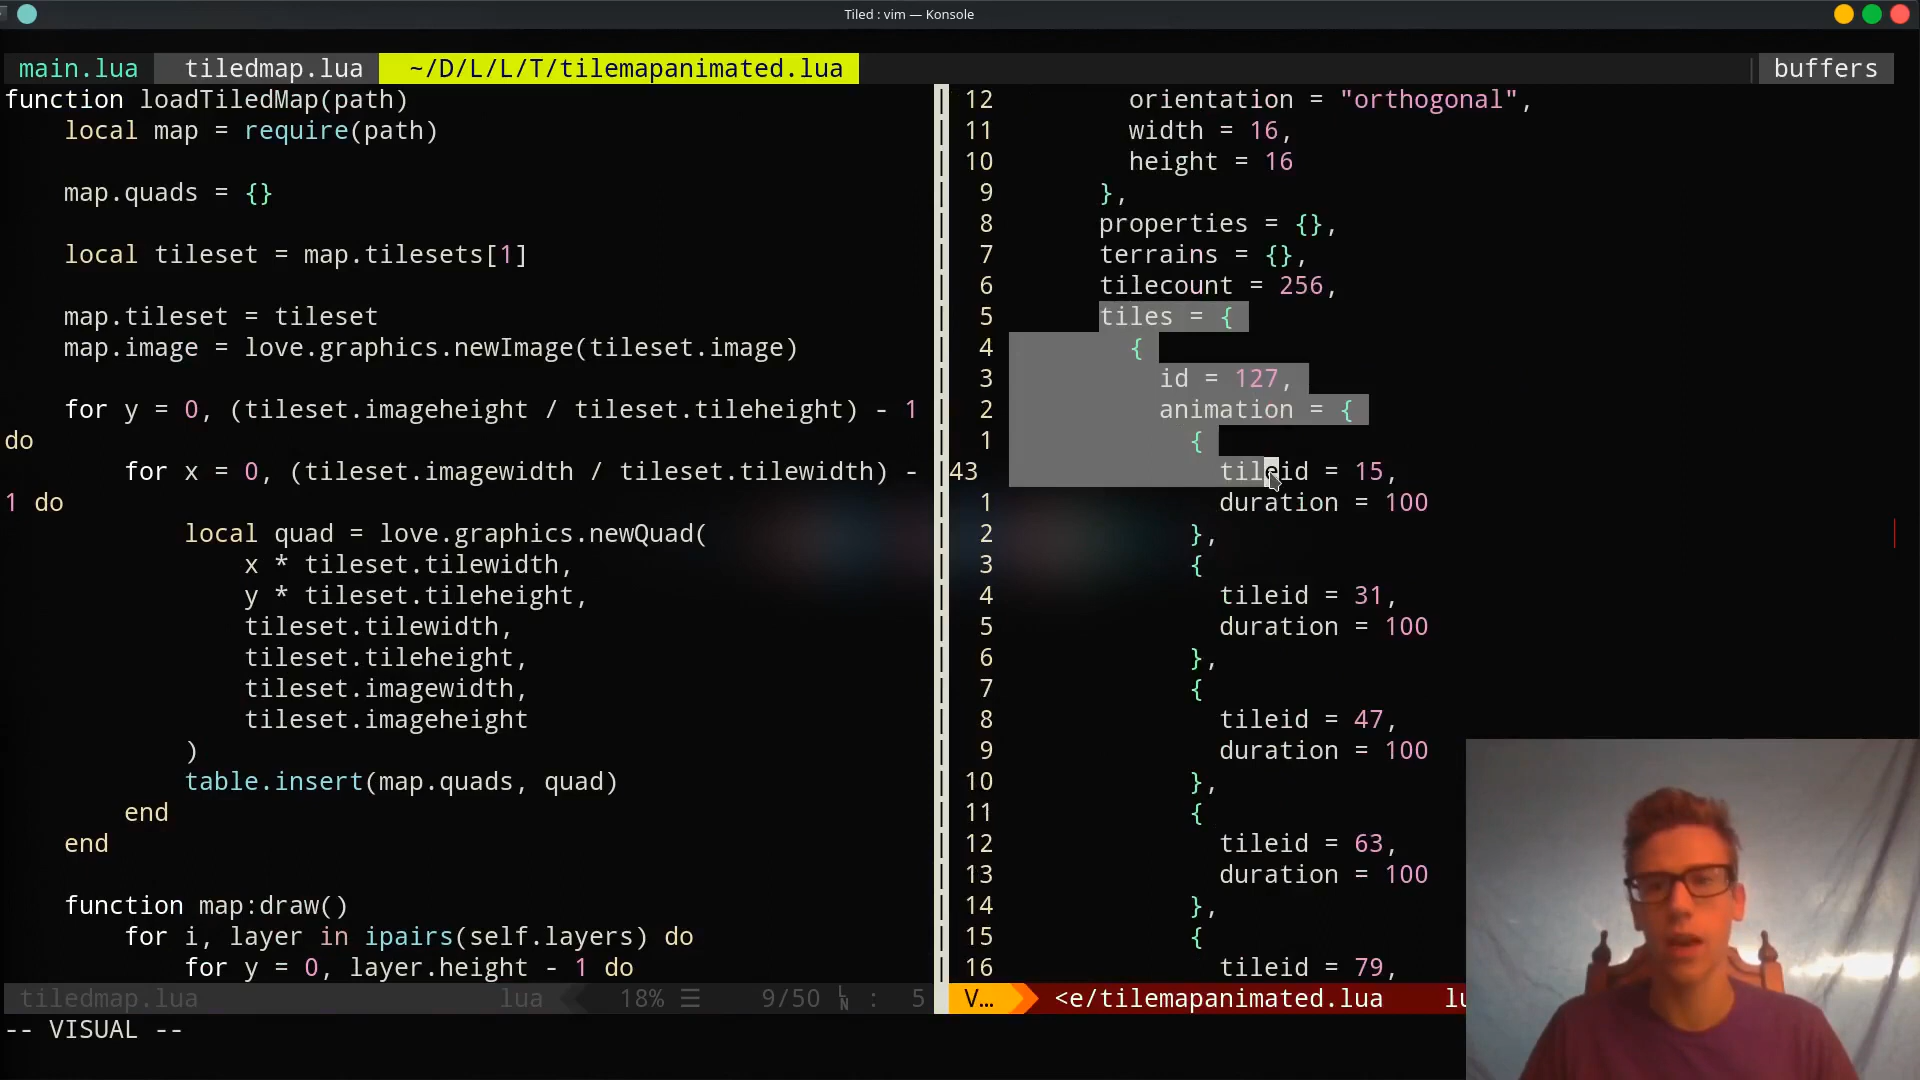 Tiled : vim — Konsole
main.lua tiledmap.lua ~/D/L/L/T/tilemapanimated.lua buffers
function loadTiledMap(path)
    local map = require(path)
    map.quads = {}
    local tileset = map.tilesets[1]
    map.tileset = tileset
    map.image = love.graphics.newImage(tileset.image)
    for y = 0, (tileset.imageheight / tileset.tileheight) - 1
do
        for x = 0, (tileset.imagewidth / tileset.tilewidth) -
1 do
            local quad = love.graphics.newQuad(
                x * tileset.tilewidth,
                y * tileset.tileheight,
                tileset.tilewidth,
                tileset.tileheight,
                tileset.imagewidth,
                tileset.imageheight
            )
            table.insert(map.quads, quad)
        end
    end
    function map:draw()
        for i, layer in ipairs(self.layers) do
            for y = 0, layer.height - 1 do
tiledmap.lua lua 18% ☰ 9/50 LN : 5
-- VISUAL --
12 orientation = "orthogonal",
11 width = 16,
10 height = 16
9 },
8 properties = {},
7 terrains = {},
6 tilecount = 256,
5 tiles = {
4 {
3 id = 127,
2 animation = {
1 {
43 tileid = 15,
1 duration = 100
2 },
3 {
4 tileid = 31,
5 duration = 100
6 },
7 {
8 tileid = 47,
9 duration = 100
10 },
11 {
12 tileid = 63,
13 duration = 100
14 },
15 {
16 tileid = 79,
V… <e/tilemapanimated.lua lu